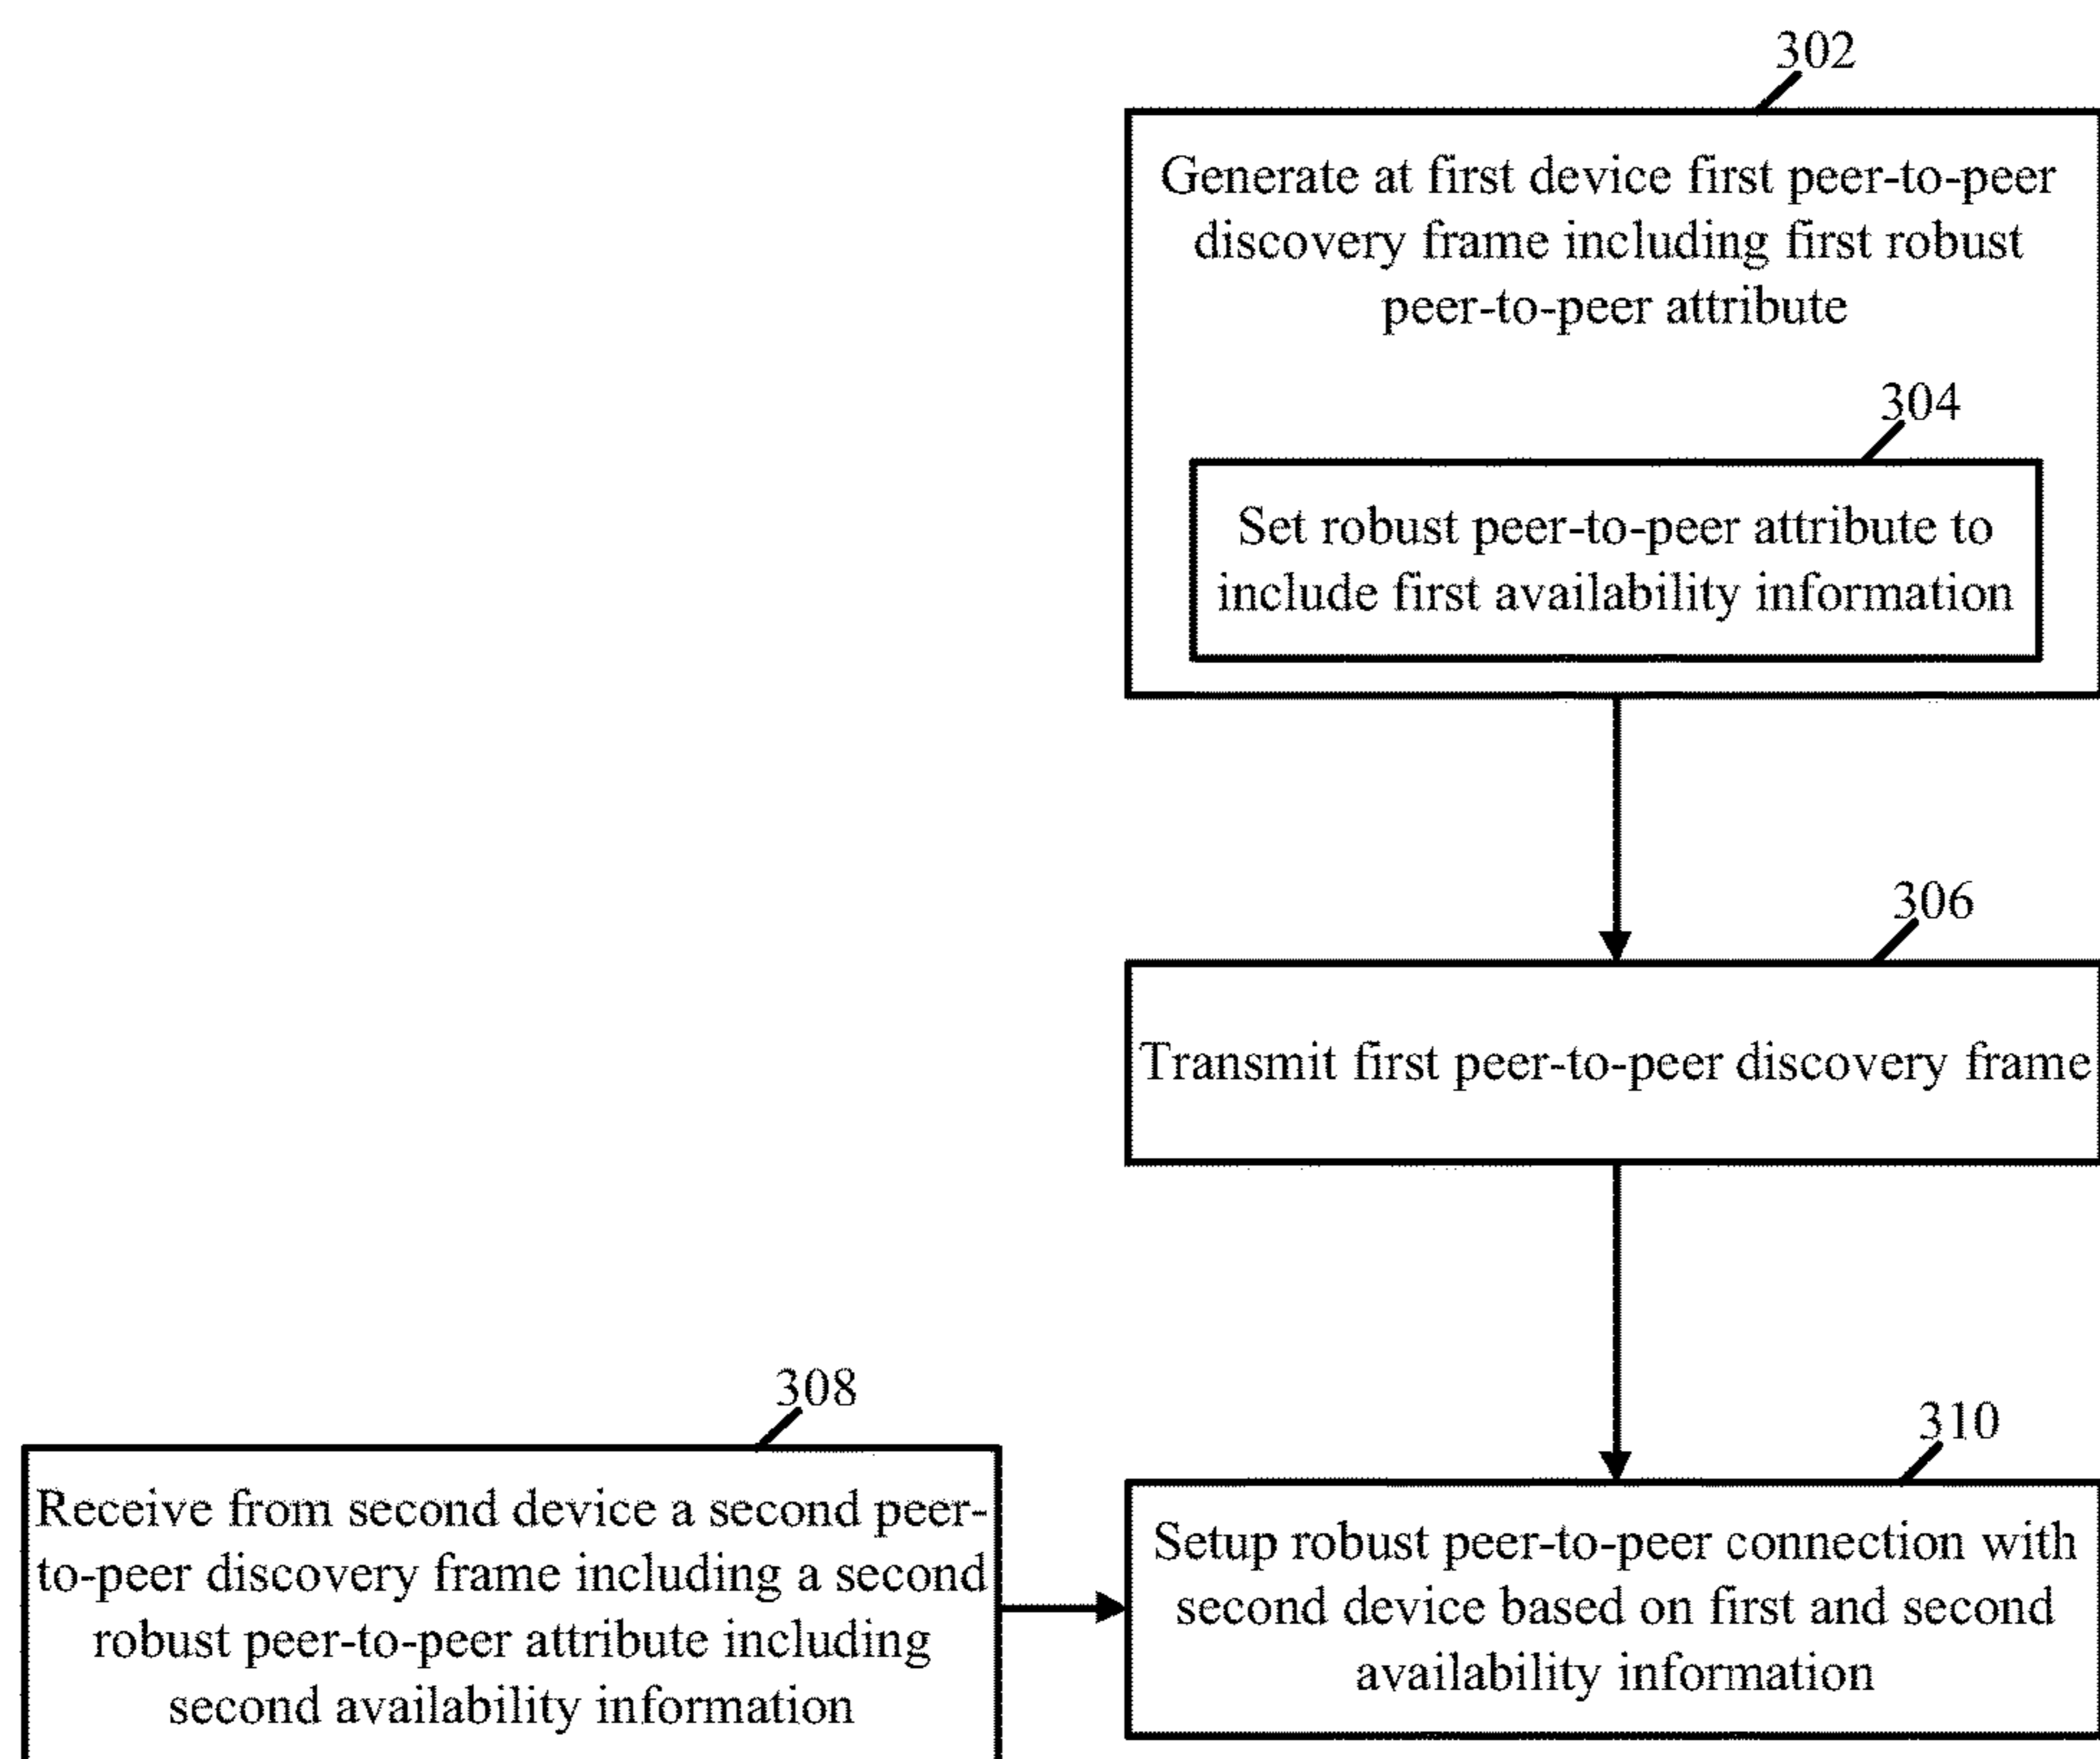 302
Generate at first device first peer-to-peer
discovery frame including first robust
peer-to-peer attribute
304
Set robust peer-to-peer attribute to
include first availability information
306
Transmit first peer-to-peer discovery frame
308
Receive from second device a second peer-
to-peer discovery frame including a second
robust peer-to-peer attribute including
second availability information
310
Setup robust peer-to-peer connection with
second device based on first and second
availability information